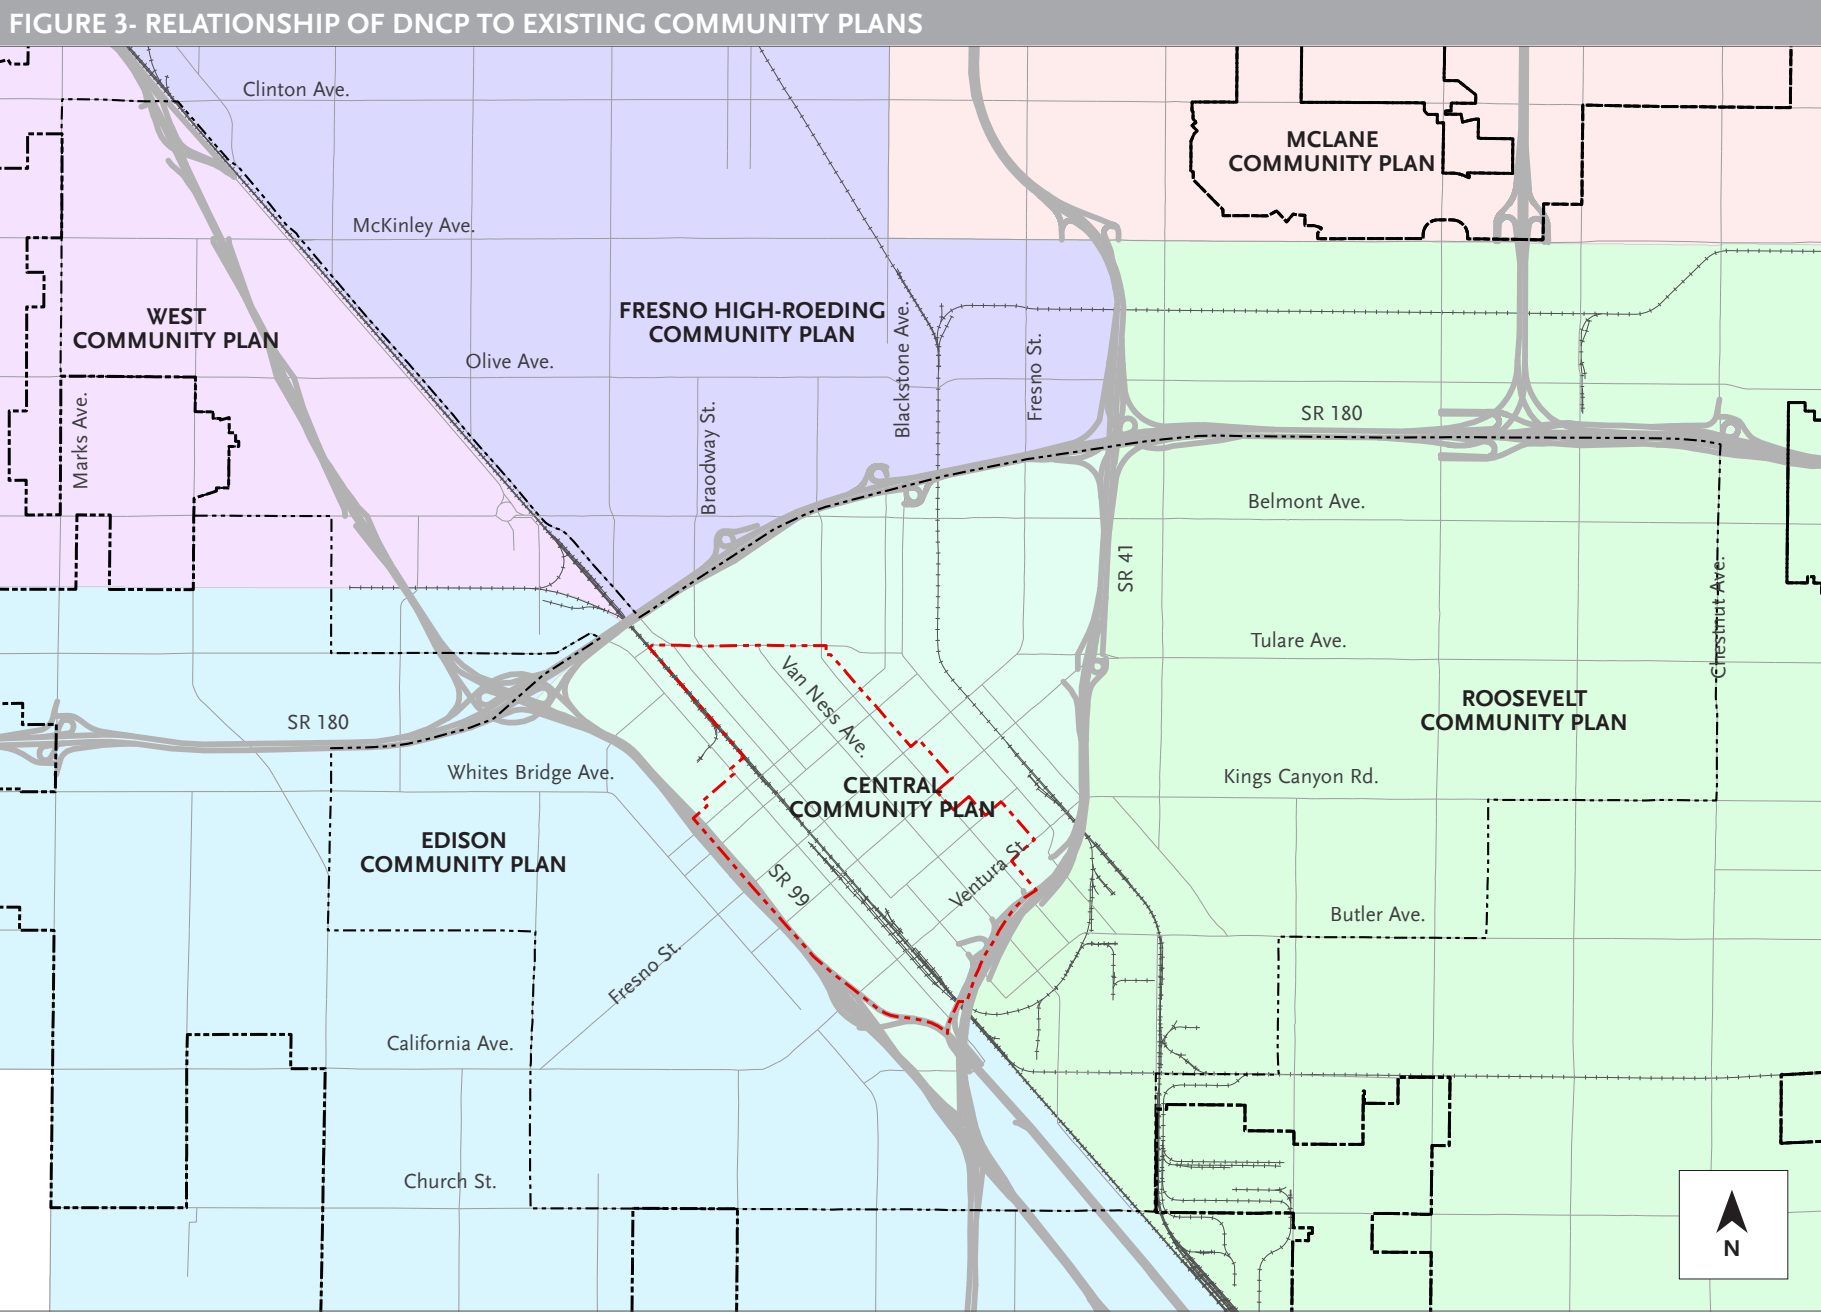 FIGURE 3- RELATIONSHIP OF DNCP TO EXISTING COMMUNITY PLANS
Clinton Ave.
MCLANE
COMMUNITY PLAN
McKinley Ave.
WEST
COMMUNITY PLAN
FRESNO HIGH-ROEDING
COMMUNITY PLAN
Olive Ave.
Blackstone Ave.
Fresno St.
Marks Ave.
Braodway St.
SR 180
Belmont Ave.
SR 41
Chestnut Ave.
Tulare Ave.
Van Ness Ave.
ROOSEVELT
COMMUNITY PLAN
SR 180
Whites Bridge Ave.
CENTRAL
COMMUNITY PLAN
Kings Canyon Rd.
EDISON
COMMUNITY PLAN
SR 99
Ventura St.
Butler Ave.
Fresno St.
California Ave.
Church St.
N